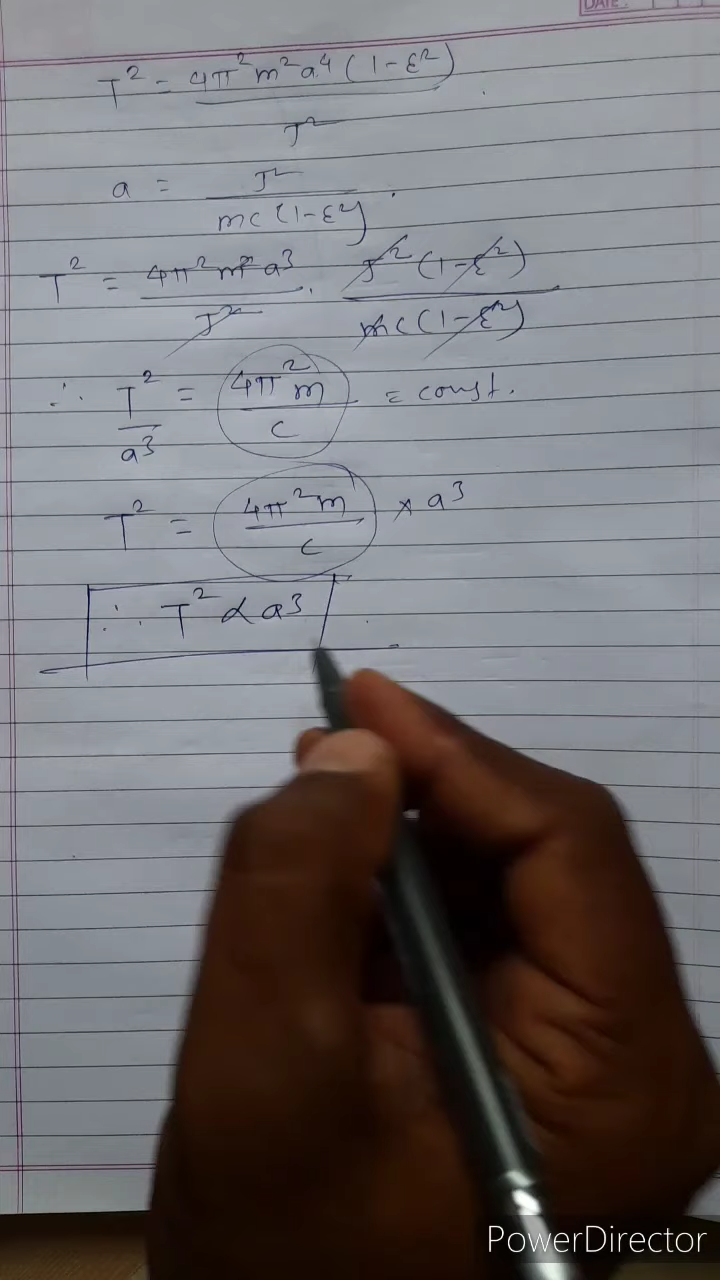 DATE:
T² = 4π²m²a⁴(1-ε²) / J²
a = J² / mc(1-ε²).
T² = 4π²m²a³ / J² . J²(1-ε²) / mc(1-ε²)
∴ T² / a³ = 4π²m / c = const.
T² = 4π²m / c × a³
∴ T² ∝ a³
PowerDirector